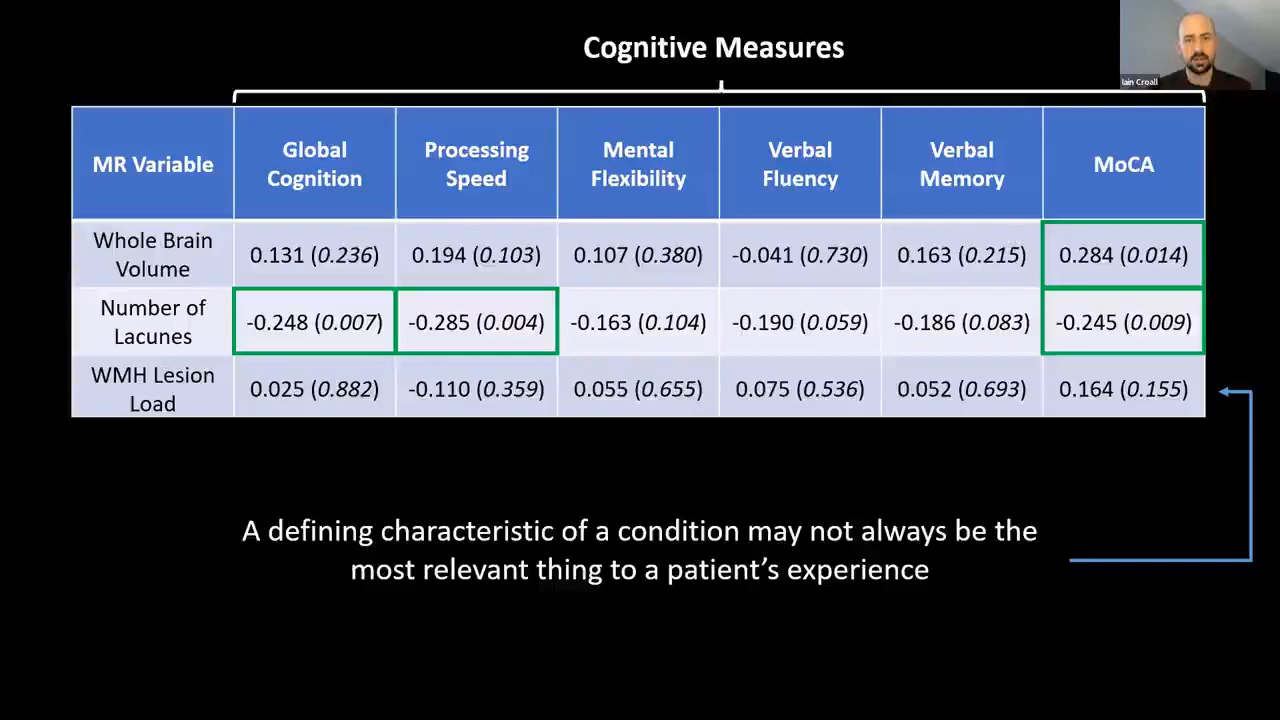 Cognitive Measures
Iain Croall
MR Variable
Global
Cognition
Processing
Speed
Mental
Flexibility
Verbal
Fluency
Verbal
Memory
MoCA
Whole Brain
Volume
0.131 (0.236)
0.194 (0.103)
0.107 (0.380)
-0.041 (0.730)
0.163 (0.215)
0.284 (0.014)
Number of
Lacunes
-0.248 (0.007)
-0.285 (0.004)
-0.163 (0.104)
-0.190 (0.059)
-0.186 (0.083)
-0.245 (0.009)
WMH Lesion
Load
0.025 (0.882)
-0.110 (0.359)
0.055 (0.655)
0.075 (0.536)
0.052 (0.693)
0.164 (0.155)
A defining characteristic of a condition may not always be the
most relevant thing to a patient’s experience